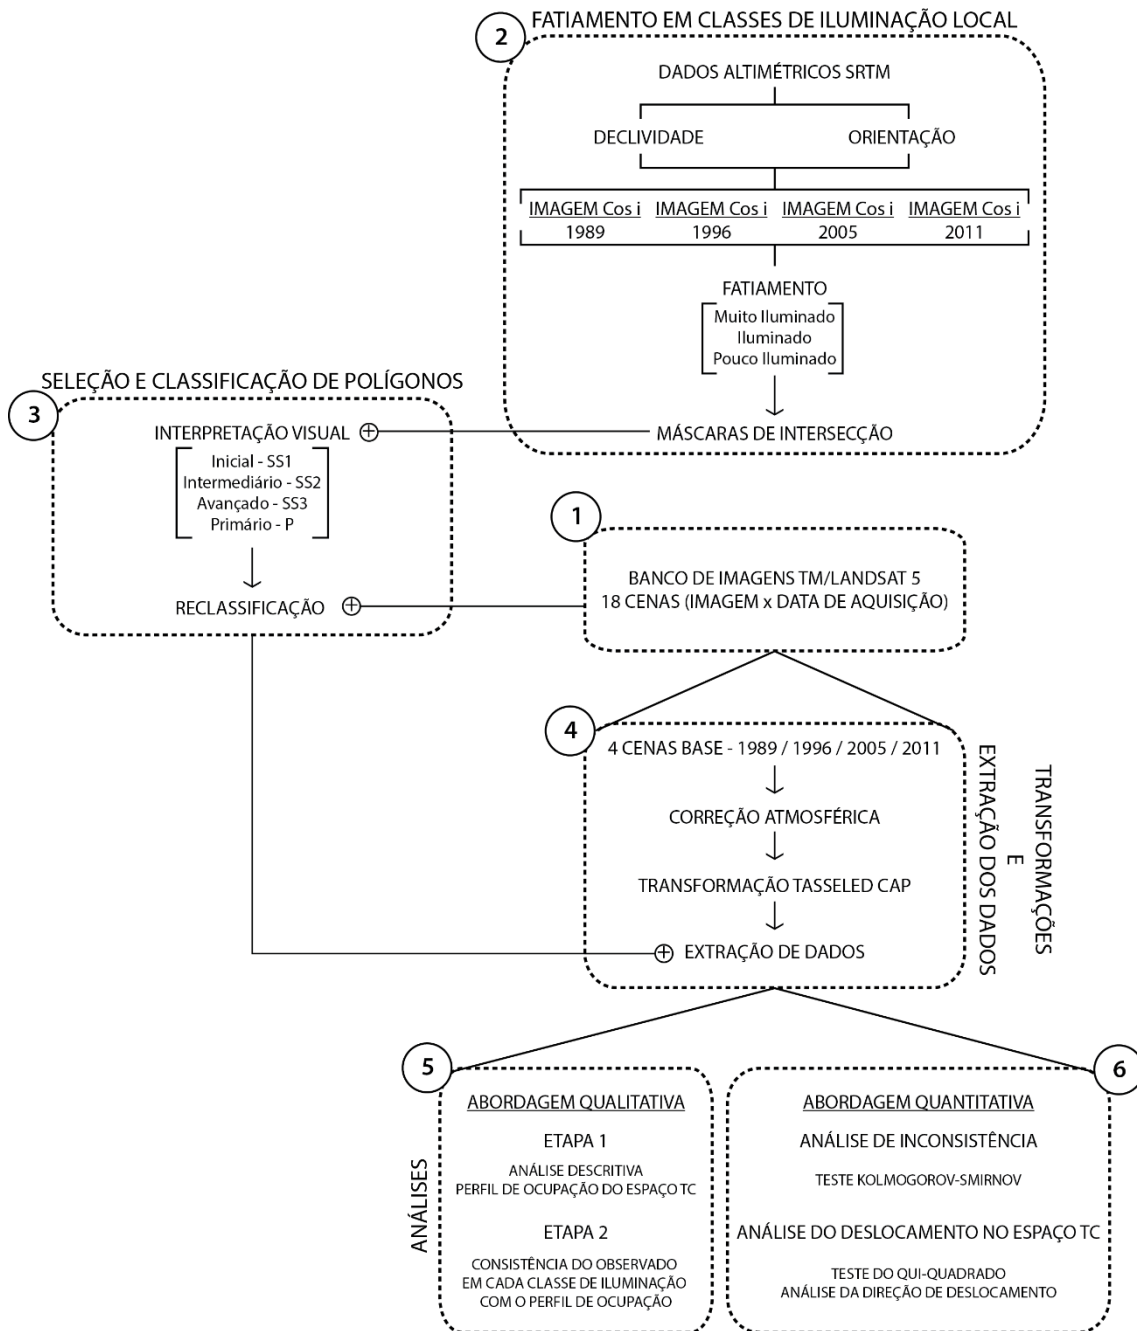 FATIAMENTO EM CLASSES DE ILUMINAÇÃO LOCAL
2
DADOS ALTIMÉTRICOS SRTM
DECLIVIDADE
ORIENTAÇÃO
IMAGEM Cos i IMAGEM Cos i IMAGEM Cos i IMAGEM Cos i
1989 1996 2005 2011
FATIAMENTO
Muito Iluminado
Iluminado
Pouco Iluminado
MÁSCARAS DE INTERSECÇÃO
SELEÇÃO E CLASSIFICAÇÃO DE POLÍGONOS
3
INTERPRETAÇÃO VISUAL
Inicial - SS1
Intermediário - SS2
Avançado - SS3
Primário - P
RECLASSIFICAÇÃO
1
BANCO DE IMAGENS TM/LANDSAT 5
18 CENAS (IMAGEM x DATA DE AQUISIÇÃO)
4
4 CENAS BASE - 1989 / 1996 / 2005 / 2011
CORREÇÃO ATMOSFÉRICA
TRANSFORMAÇÃO TASSELED CAP
EXTRAÇÃO DE DADOS
TRANSFORMAÇÕES
E
EXTRAÇÃO DOS DADOS
ANÁLISES
5
ABORDAGEM QUALITATIVA
ETAPA 1
ANÁLISE DESCRITIVA
PERFIL DE OCUPAÇÃO DO ESPAÇO TC
ETAPA 2
CONSISTÊNCIA DO OBSERVADO
EM CADA CLASSE DE ILUMINAÇÃO
COM O PERFIL DE OCUPAÇÃO
6
ABORDAGEM QUANTITATIVA
ANÁLISE DE INCONSISTÊNCIA
TESTE KOLMOGOROV-SMIRNOV
ANÁLISE DO DESLOCAMENTO NO ESPAÇO TC
TESTE DO QUI-QUADRADO
ANÁLISE DA DIREÇÃO DE DESLOCAMENTO